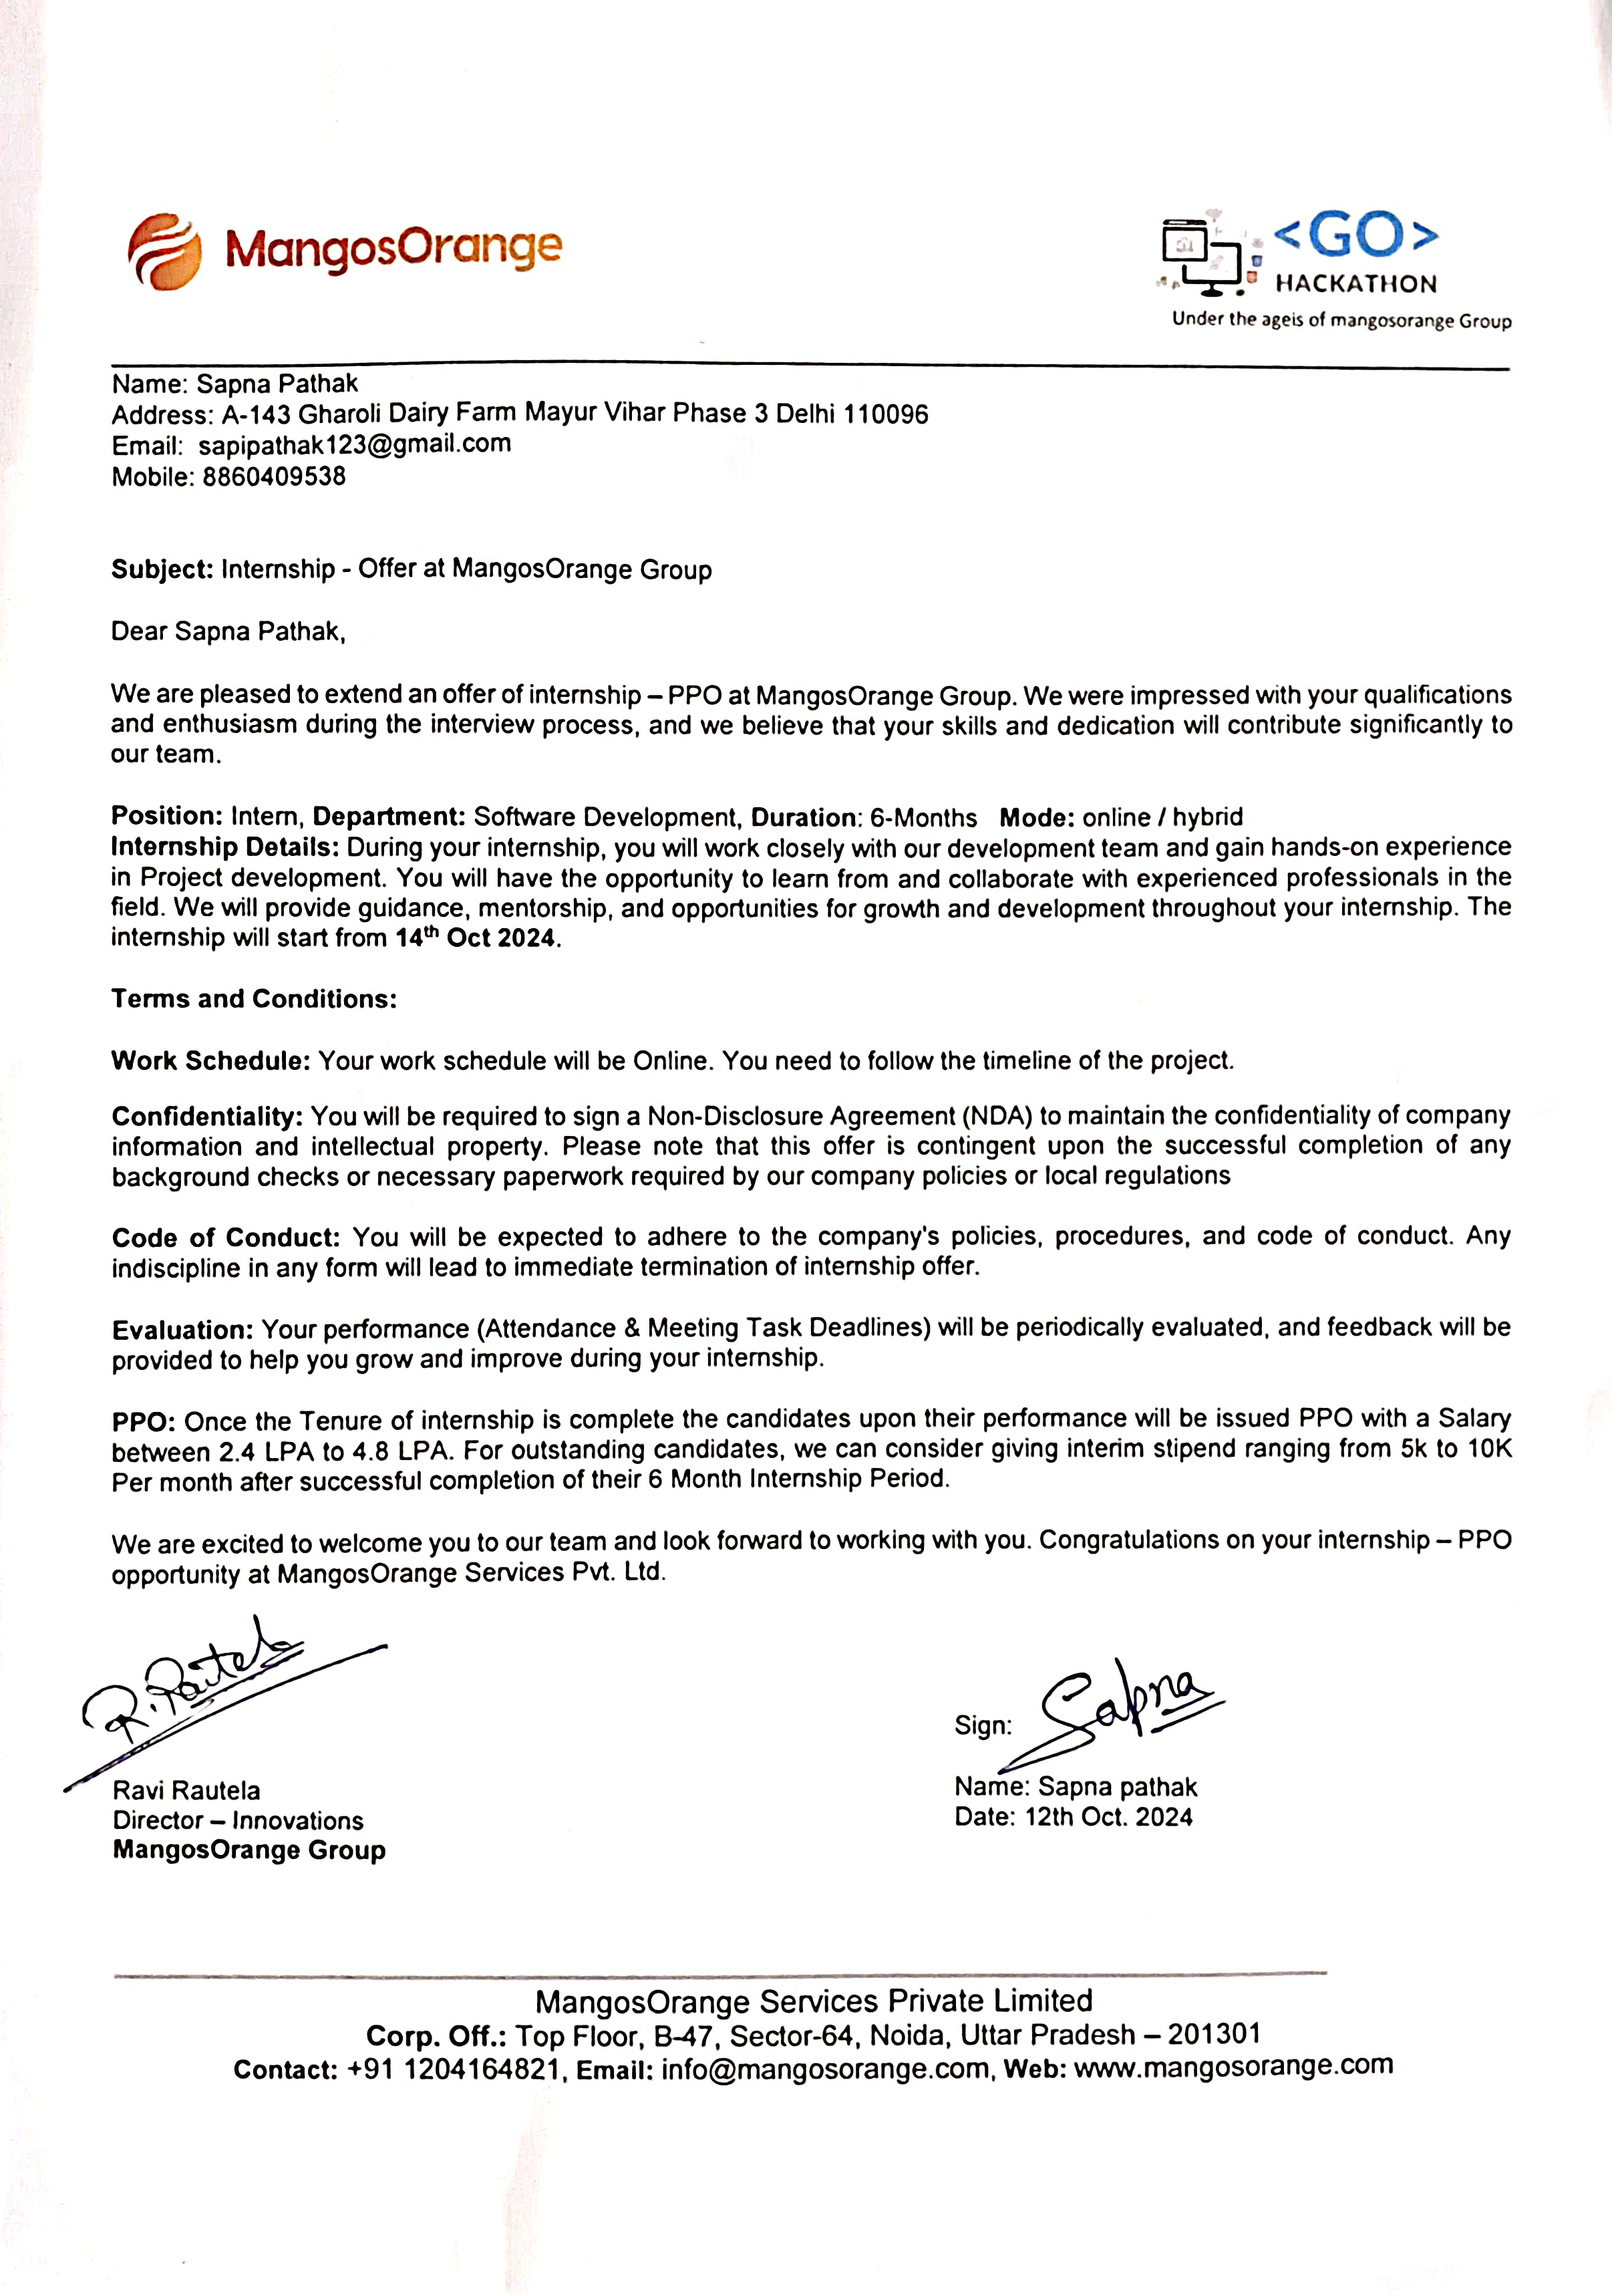 MangosOrange
<GO>
HACKATHON
Under the ageis of mangosorange Group
Name: Sapna Pathak
Address: A-143 Gharoli Dairy Farm Mayur Vihar Phase 3 Delhi 110096
Email: sapipathak123@gmail.com
Mobile: 8860409538
Subject: Internship - Offer at MangosOrange Group
Dear Sapna Pathak,
We are pleased to extend an offer of internship – PPO at MangosOrange Group. We were impressed with your qualifications
and enthusiasm during the interview process, and we believe that your skills and dedication will contribute significantly to
our team.
Position: Intern, Department: Software Development, Duration: 6-Months Mode: online / hybrid
Internship Details: During your internship, you will work closely with our development team and gain hands-on experience
in Project development. You will have the opportunity to learn from and collaborate with experienced professionals in the
field. We will provide guidance, mentorship, and opportunities for growth and development throughout your internship. The
internship will start from 14th Oct 2024.
Terms and Conditions:
Work Schedule: Your work schedule will be Online. You need to follow the timeline of the project.
Confidentiality: You will be required to sign a Non-Disclosure Agreement (NDA) to maintain the confidentiality of company
information and intellectual property. Please note that this offer is contingent upon the successful completion of any
background checks or necessary paperwork required by our company policies or local regulations
Code of Conduct: You will be expected to adhere to the company's policies, procedures, and code of conduct. Any
indiscipline in any form will lead to immediate termination of internship offer.
Evaluation: Your performance (Attendance & Meeting Task Deadlines) will be periodically evaluated, and feedback will be
provided to help you grow and improve during your internship.
PPO: Once the Tenure of internship is complete the candidates upon their performance will be issued PPO with a Salary
between 2.4 LPA to 4.8 LPA. For outstanding candidates, we can consider giving interim stipend ranging from 5k to 10K
Per month after successful completion of their 6 Month Internship Period.
We are excited to welcome you to our team and look forward to working with you. Congratulations on your internship – PPO
opportunity at MangosOrange Services Pvt. Ltd.
R. Rautela
Sign: Sapna
Ravi Rautela
Director – Innovations
MangosOrange Group
Name: Sapna pathak
Date: 12th Oct. 2024
MangosOrange Services Private Limited
Corp. Off.: Top Floor, B-47, Sector-64, Noida, Uttar Pradesh – 201301
Contact: +91 1204164821, Email: info@mangosorange.com, Web: www.mangosorange.com